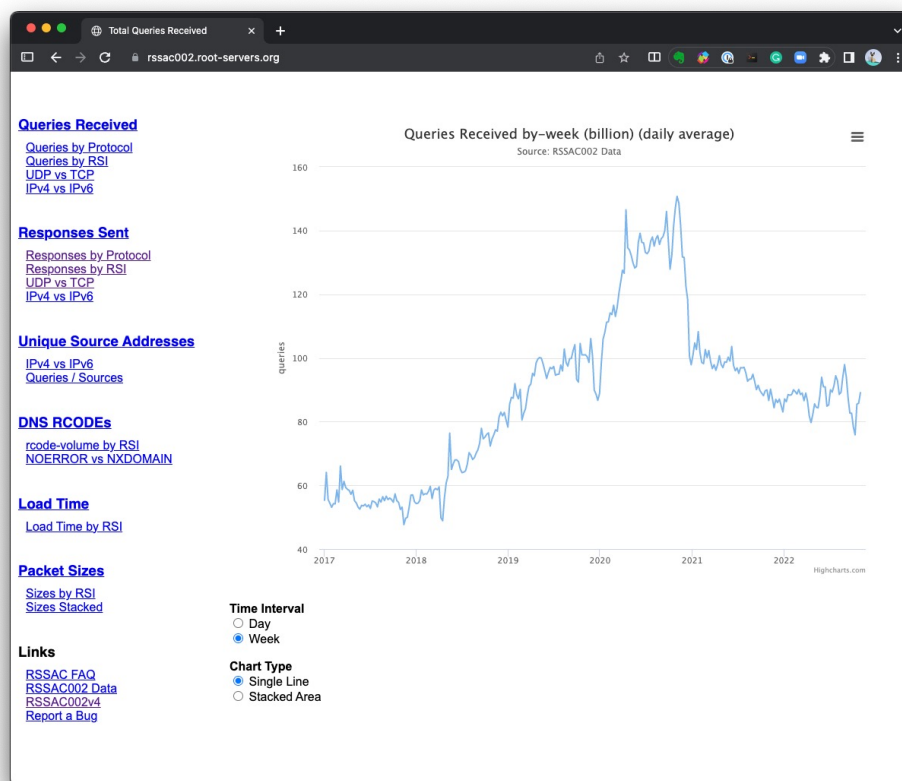 Total Queries Received
rssac002.root-servers.org
Queries Received
Queries by Protocol
Queries by RSI
UDP vs TCP
IPv4 vs IPv6
Responses Sent
Responses by Protocol
Responses by RSI
UDP vs TCP
IPv4 vs IPv6
Unique Source Addresses
IPv4 vs IPv6
Queries / Sources
DNS RCODEs
rcode-volume by RSI
NOERROR vs NXDOMAIN
Load Time
Load Time by RSI
Packet Sizes
Sizes by RSI
Sizes Stacked
Links
RSSAC FAQ
RSSAC002 Data
RSSAC002v4
Report a Bug
Queries Received by-week (billion) (daily average)
Source: RSSAC002 Data
queries
160
140
120
100
80
60
40
2017 2018 2019 2020 2021 2022
Highcharts.com
Time Interval
Day
Week
Chart Type
Single Line
Stacked Area